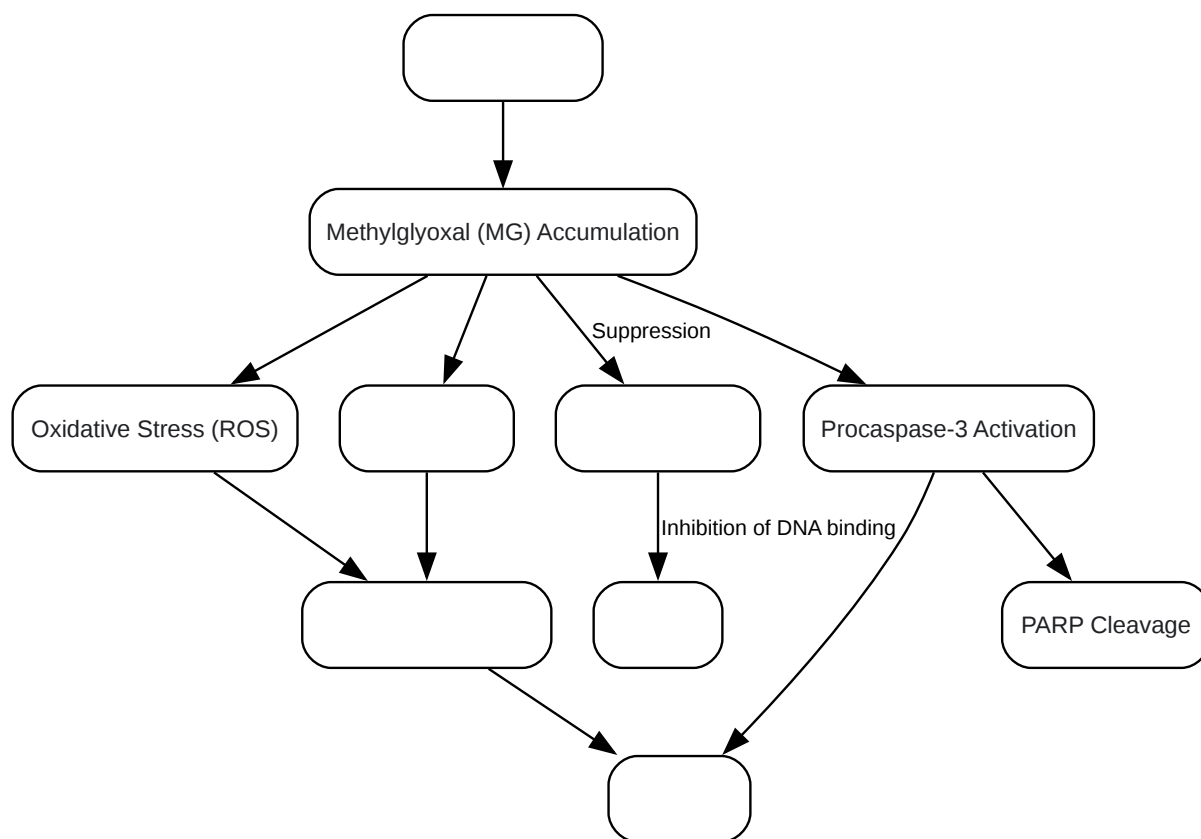 Methylglyoxal (MG) Accumulation
Suppression
Oxidative Stress (ROS)
Procaspase-3 Activation
Inhibition of DNA binding
PARP Cleavage